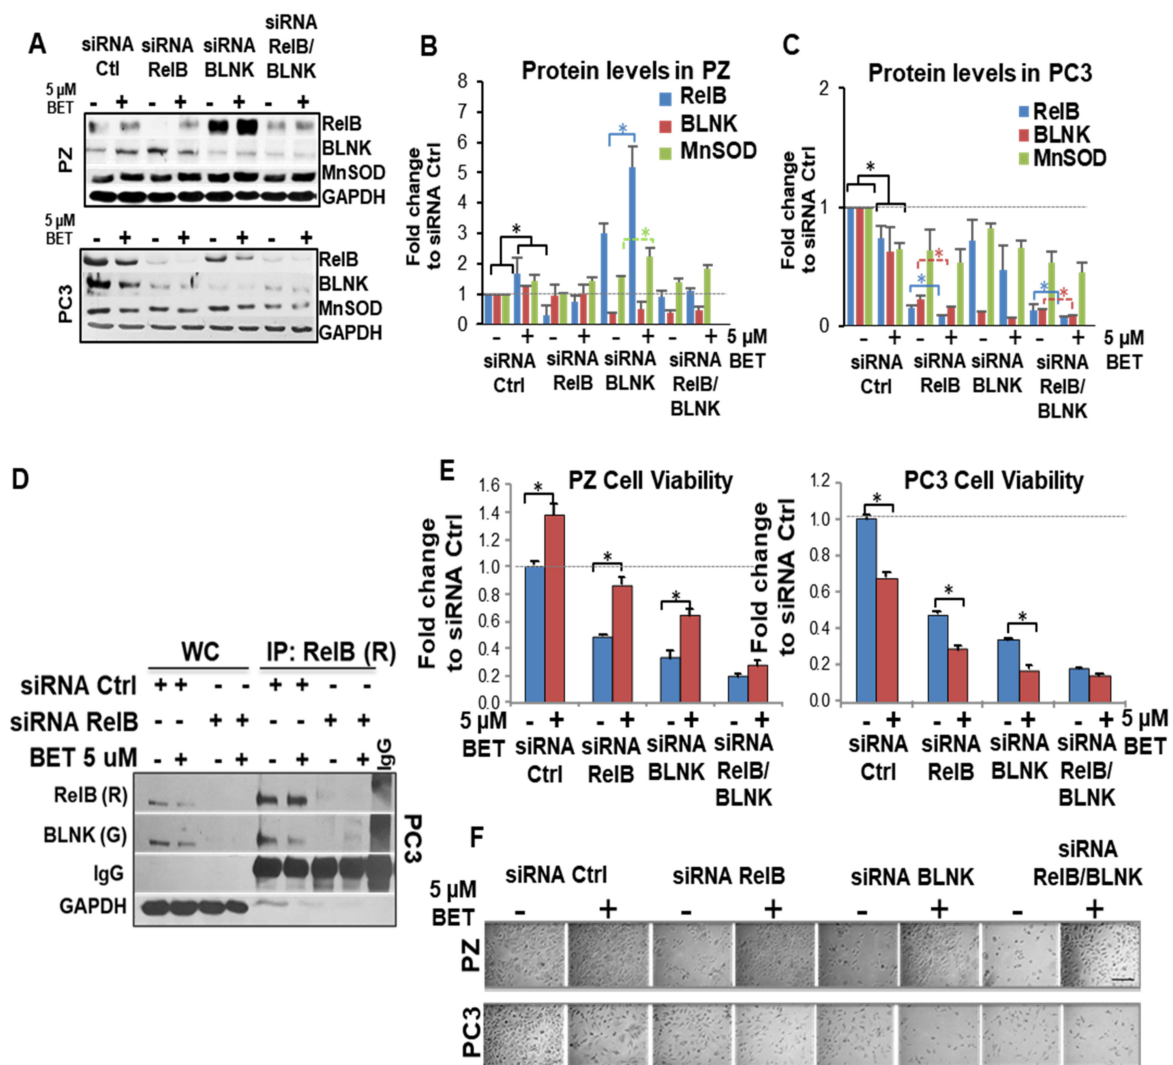 A
siRNA Ctl
siRNA RelB
siRNA BLNK
siRNA RelB/ BLNK
5 µM BET
- + - + - + - +
PZ
RelB
BLNK
MnSOD
GAPDH
5 µM BET
- + - + - + - +
PC3
RelB
BLNK
MnSOD
GAPDH
B
Protein levels in PZ
Fold change
to siRNA Ctrl
8
7
6
5
4
3
2
1
0
RelB
BLNK
MnSOD
*
*
*
- + - + - + - +
5 µM BET
siRNA Ctrl
siRNA RelB
siRNA BLNK
siRNA RelB/ BLNK
C
Protein levels in PC3
Fold change
to siRNA Ctrl
2
1
0
RelB
BLNK
MnSOD
*
* *
* *
- + - + - + - +
5 µM BET
siRNA Ctrl
siRNA RelB
siRNA BLNK
siRNA RelB/ BLNK
D
WC
IP: RelB (R)
siRNA Ctrl + + - - + + - -
siRNA RelB - - + + - - + +
BET 5 uM - + - + - + - + IgG
RelB (R)
BLNK (G)
IgG
GAPDH
PC3
E
PZ Cell Viability
Fold change
to siRNA Ctrl
1.6
1.4
1.2
1.0
0.8
0.6
0.4
0.2
0.0
*
*
*
5 µM BET
- + - + - + - +
siRNA Ctrl
siRNA RelB
siRNA BLNK
siRNA RelB/ BLNK
PC3 Cell Viability
Fold change
to siRNA Ctrl
1.2
1.0
0.8
0.6
0.4
0.2
0.0
*
*
*
- + - + - + - +
5 µM BET
siRNA Ctrl
siRNA RelB
siRNA BLNK
siRNA RelB/ BLNK
F
siRNA Ctrl
siRNA RelB
siRNA BLNK
siRNA RelB/BLNK
5 µM BET
- + - + - + - +
PZ
PC3